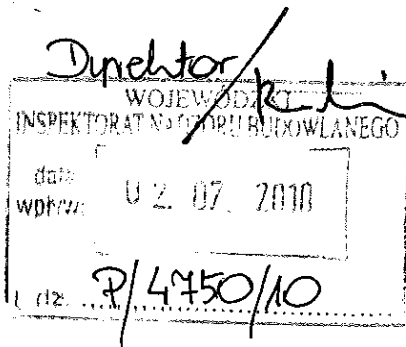 Dyrektor/
WOJEWÓDZKI
INSPEKTORAT NADZORU BUDOWLANEGO
data
wpływu 02. 07. 2010
L. dz. P/4750/10